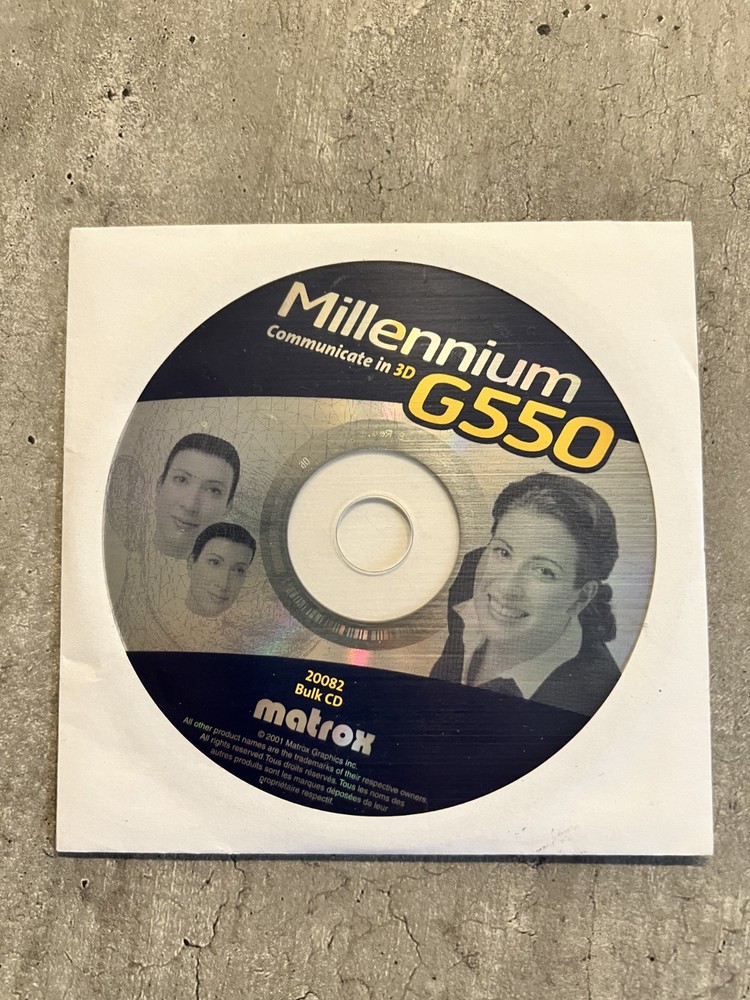 Millennium
Communicate in 3D
G550
20082
Bulk CD
matrox
© 2001 Matrox Graphics Inc.
All other product names are the trademarks of their respective owners.
All rights reserved. Tous droits réservés. Tous les noms des
autres produits sont les marques déposées de leur
propriétaire respectif.